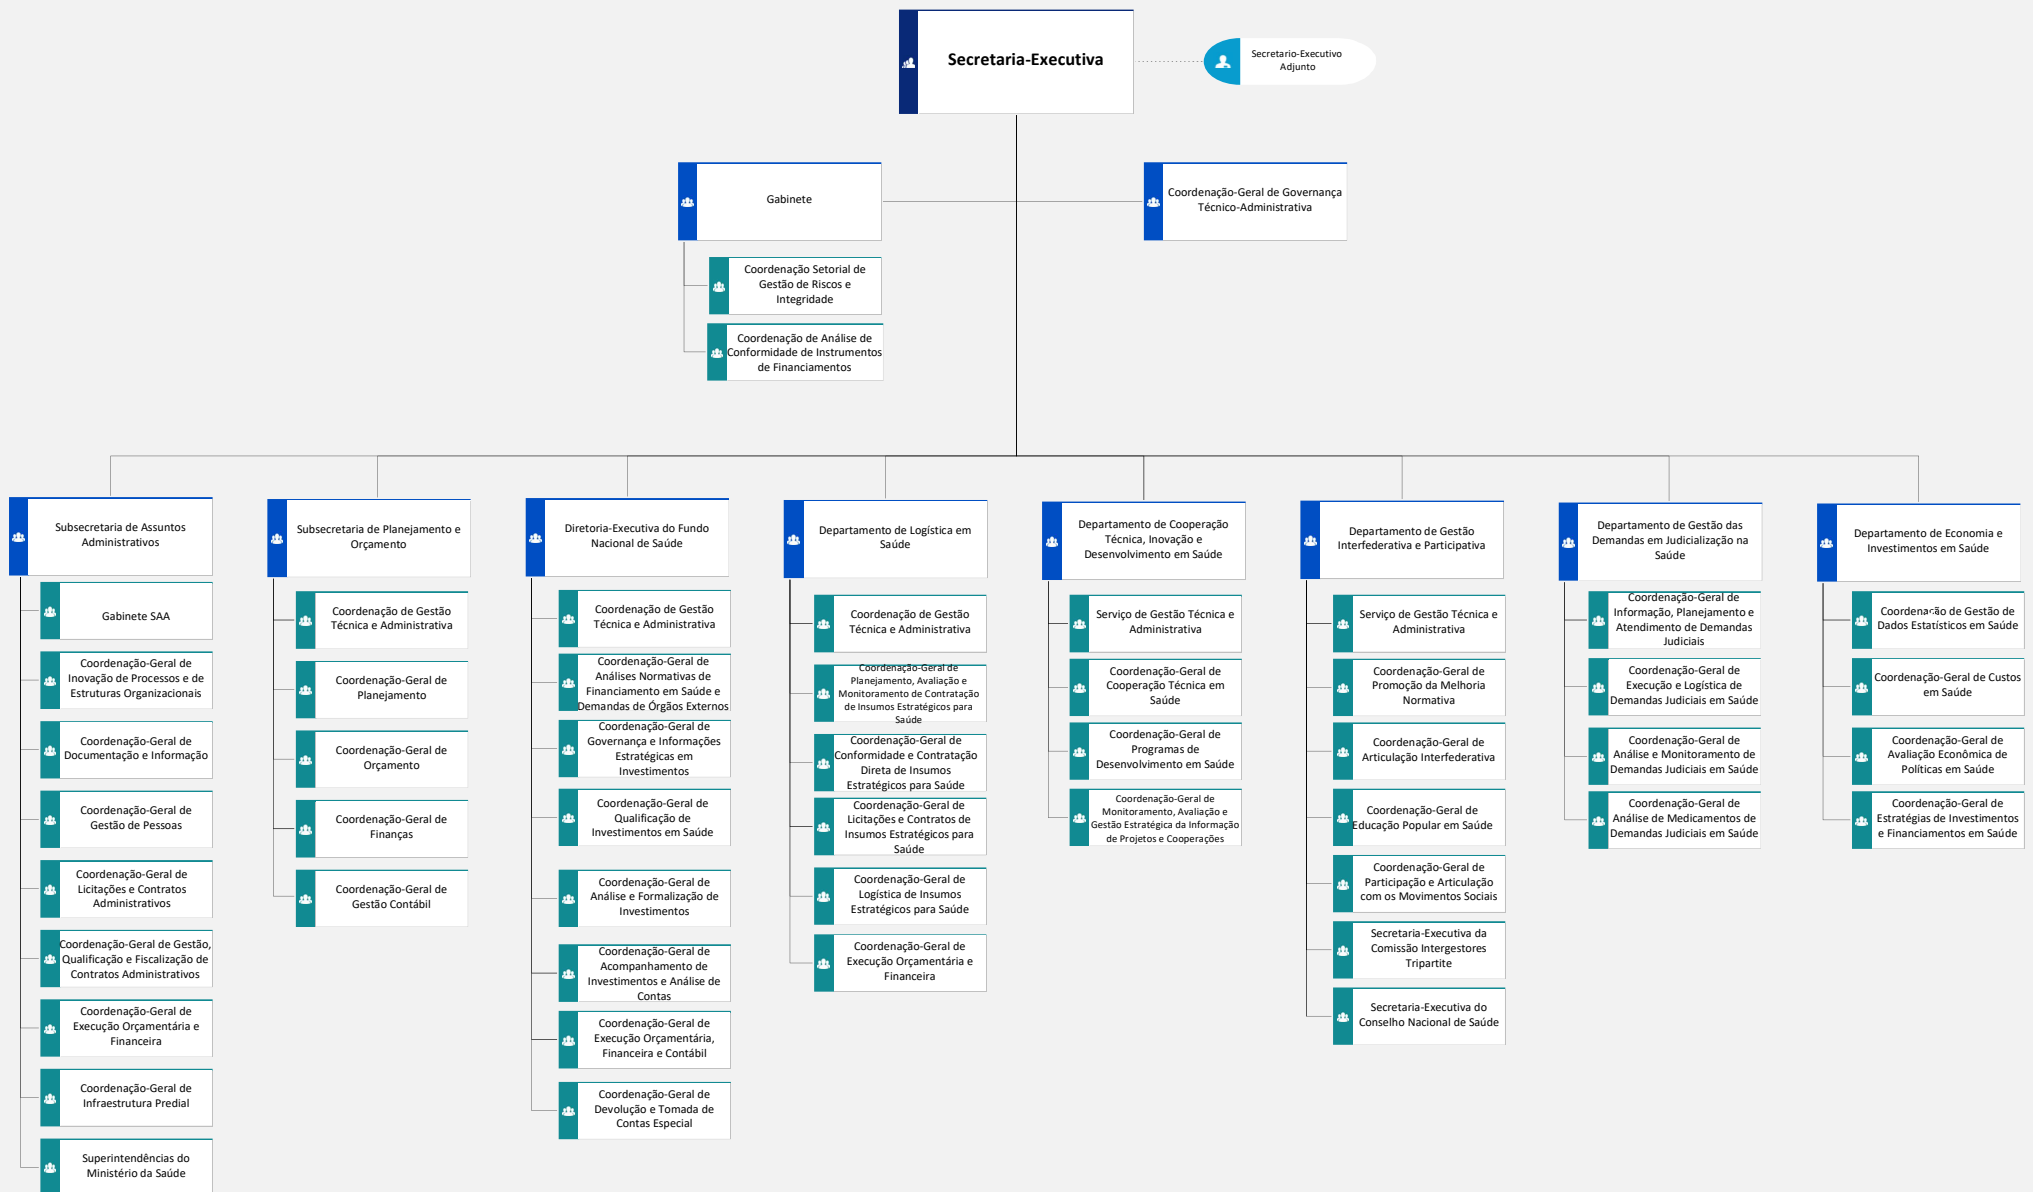 Secretaria-Executiva
Secretario-Executivo
Adjunto
Gabinete
Coordenação-Geral de Governança
Técnico-Administrativa
Coordenação Setorial de
Gestão de Riscos e
Integridade
Coordenação de Análise de
Conformidade de Instrumentos
de Financiamentos
Subsecretaria de Assuntos
Administrativos
Gabinete SAA
Coordenação-Geral de
Inovação de Processos e de
Estruturas Organizacionais
Coordenação-Geral de
Documentação e Informação
Coordenação-Geral de
Gestão de Pessoas
Coordenação-Geral de
Licitações e Contratos
Administrativos
Coordenação-Geral de Gestão,
Qualificação e Fiscalização de
Contratos Administrativos
Coordenação-Geral de
Execução Orçamentária e
Financeira
Coordenação-Geral de
Infraestrutura Predial
Superintendências do
Ministério da Saúde
Subsecretaria de Planejamento e
Orçamento
Coordenação de Gestão
Técnica e Administrativa
Coordenação-Geral de
Planejamento
Coordenação-Geral de
Orçamento
Coordenação-Geral de
Finanças
Coordenação-Geral de
Gestão Contábil
Diretoria-Executiva do Fundo
Nacional de Saúde
Coordenação de Gestão
Técnica e Administrativa
Coordenação-Geral de
Análises Normativas de
Financiamento em Saúde e
Demandas de Órgãos Externos
Coordenação-Geral de
Governança e Informações
Estratégicas em
Investimentos
Coordenação-Geral de
Qualificação de
Investimentos em Saúde
Coordenação-Geral de
Análise e Formalização de
Investimentos
Coordenação-Geral de
Acompanhamento de
Investimentos e Análise de
Contas
Coordenação-Geral de
Execução Orçamentária,
Financeira e Contábil
Coordenação-Geral de
Devolução e Tomada de
Contas Especial
Departamento de Logística em
Saúde
Coordenação de Gestão
Técnica e Administrativa
Coordenação-Geral de
Planejamento, Avaliação e
Monitoramento de Contratação
de Insumos Estratégicos para
Saúde
Coordenação-Geral de
Conformidade e Contratação
Direta de Insumos
Estratégicos para Saúde
Coordenação-Geral de
Licitações e Contratos de
Insumos Estratégicos para
Saúde
Coordenação-Geral de
Logística de Insumos
Estratégicos para Saúde
Coordenação-Geral de
Execução Orçamentária e
Financeira
Departamento de Cooperação
Técnica, Inovação e
Desenvolvimento em Saúde
Serviço de Gestão Técnica e
Administrativa
Coordenação-Geral de
Cooperação Técnica em
Saúde
Coordenação-Geral de
Programas de
Desenvolvimento em Saúde
Coordenação-Geral de
Monitoramento, Avaliação e
Gestão Estratégica da Informação
de Projetos e Cooperações
Departamento de Gestão
Interfederativa e Participativa
Serviço de Gestão Técnica e
Administrativa
Coordenação-Geral de
Promoção da Melhoria
Normativa
Coordenação-Geral de
Articulação Interfederativa
Coordenação-Geral de
Educação Popular em Saúde
Coordenação-Geral de
Participação e Articulação
com os Movimentos Sociais
Secretaria-Executiva da
Comissão Intergestores
Tripartite
Secretaria-Executiva do
Conselho Nacional de Saúde
Departamento de Gestão das
Demandas em Judicialização na
Saúde
Coordenação-Geral de
Informação, Planejamento e
Atendimento de Demandas
Judiciais
Coordenação-Geral de
Execução e Logística de
Demandas Judiciais em Saúde
Coordenação-Geral de
Análise e Monitoramento de
Demandas Judiciais em Saúde
Coordenação-Geral de
Análise de Medicamentos de
Demandas Judiciais em Saúde
Departamento de Economia e
Investimentos em Saúde
Coordenação de Gestão de
Dados Estatísticos em Saúde
Coordenação-Geral de Custos
em Saúde
Coordenação-Geral de
Avaliação Econômica de
Políticas em Saúde
Coordenação-Geral de
Estratégias de Investimentos
e Financiamentos em Saúde